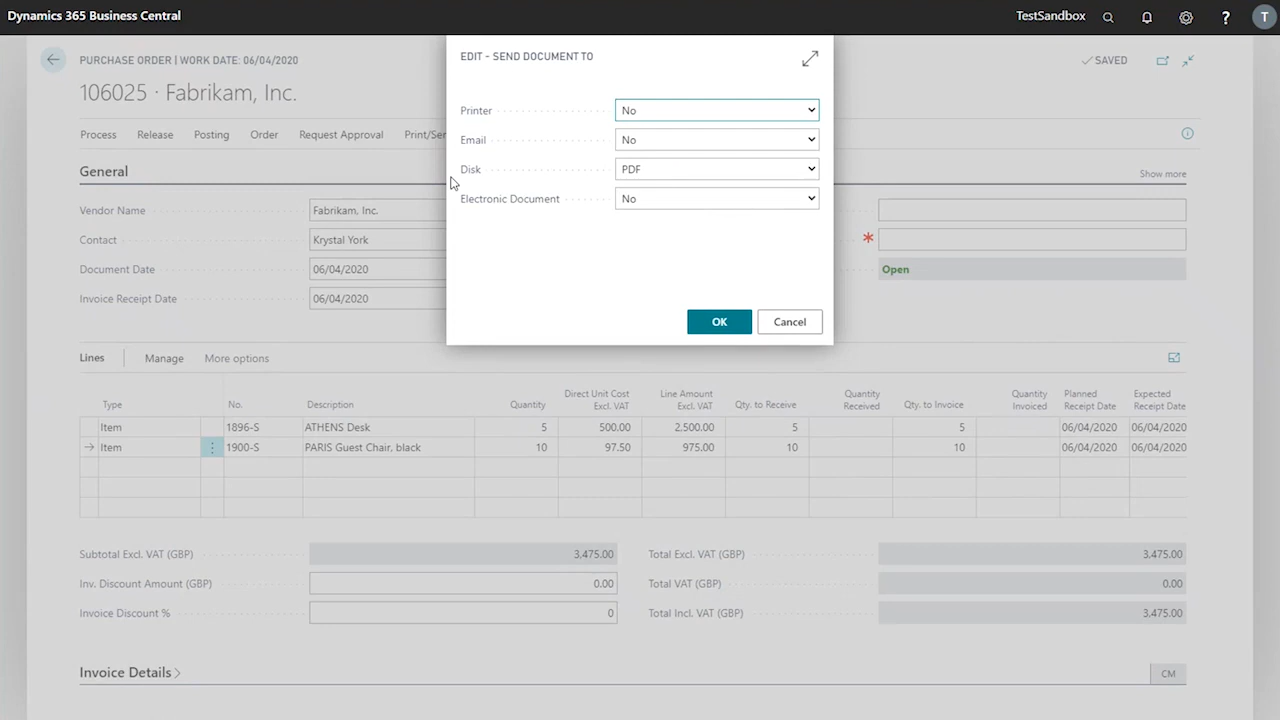 Dynamics 365 Business Central
TestSandbox
?
T
PURCHASE ORDER | WORK DATE: 06/04/2020
SAVED
106025 · Fabrikam, Inc.
Process Release Posting Order Request Approval Print/Sen
General
Show more
Vendor Name Fabrikam, Inc.
Contact Krystal York *
Document Date 06/04/2020 Open
Invoice Receipt Date 06/04/2020
EDIT - SEND DOCUMENT TO
Printer No
Email No
Disk PDF
Electronic Document No
OK Cancel
Lines Manage More options
Type No. Description Quantity Direct Unit Cost Excl. VAT Line Amount Excl. VAT Qty. to Receive Quantity Received Qty. to Invoice Quantity Invoiced Planned Receipt Date Expected Receipt Date
Item 1896-S ATHENS Desk 5 500.00 2,500.00 5 5 06/04/2020 06/04/2020
Item 1900-S PARIS Guest Chair, black 10 97.50 975.00 10 10 06/04/2020 06/04/2020
Subtotal Excl. VAT (GBP) 3,475.00 Total Excl. VAT (GBP) 3,475.00
Inv. Discount Amount (GBP) 0.00 Total VAT (GBP) 0.00
Invoice Discount % 0 Total Incl. VAT (GBP) 3,475.00
Invoice Details >
CM